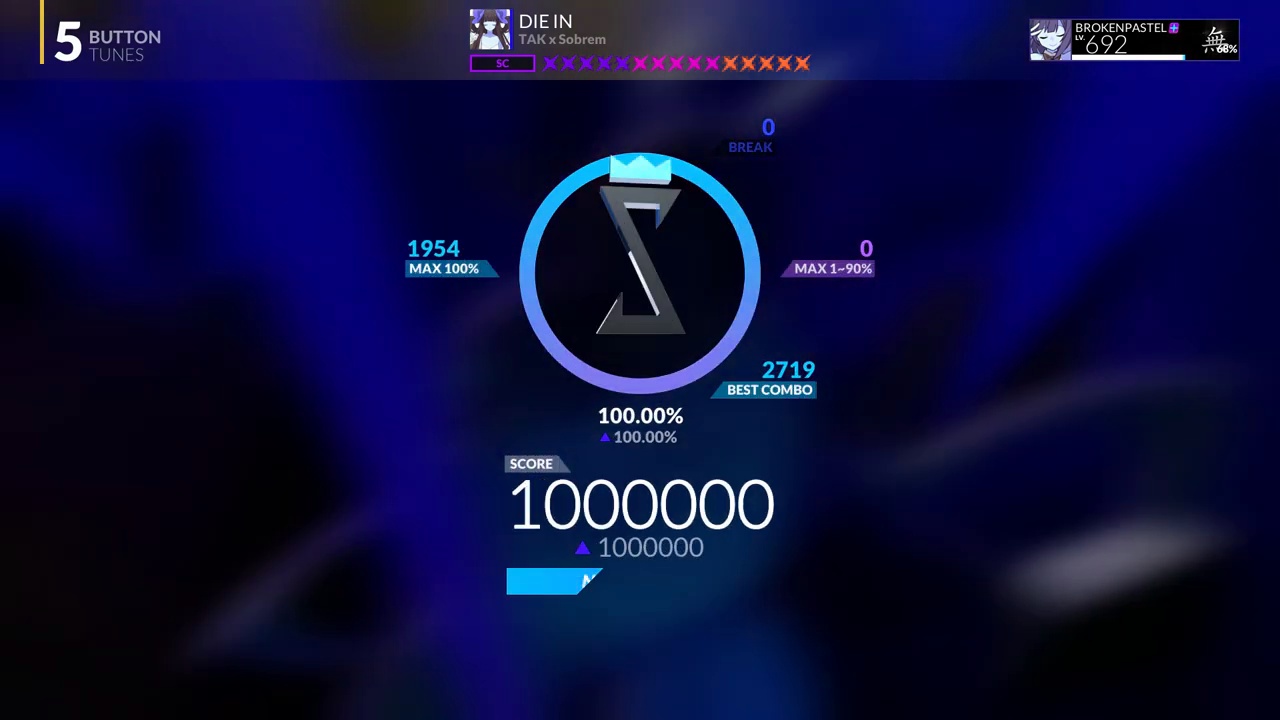 5 BUTTON
TUNES
DIE IN
TAK x Sobrem
SC
BROKENPASTEL
LV. 692
無
68%
0
BREAK
1954
MAX 100%
0
MAX 1~90%
2719
BEST COMBO
S
100.00%
100.00%
SCORE
1000000
1000000
N